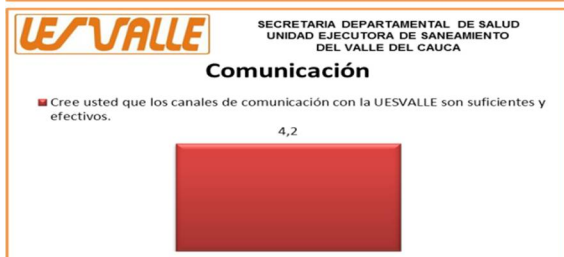 UESVALLE
SECRETARIA DEPARTAMENTAL DE SALUD
UNIDAD EJECUTORA DE SANEAMIENTO
DEL VALLE DEL CAUCA
Comunicación
Cree usted que los canales de comunicación con la UESVALLE son suficientes y
efectivos.
4,2